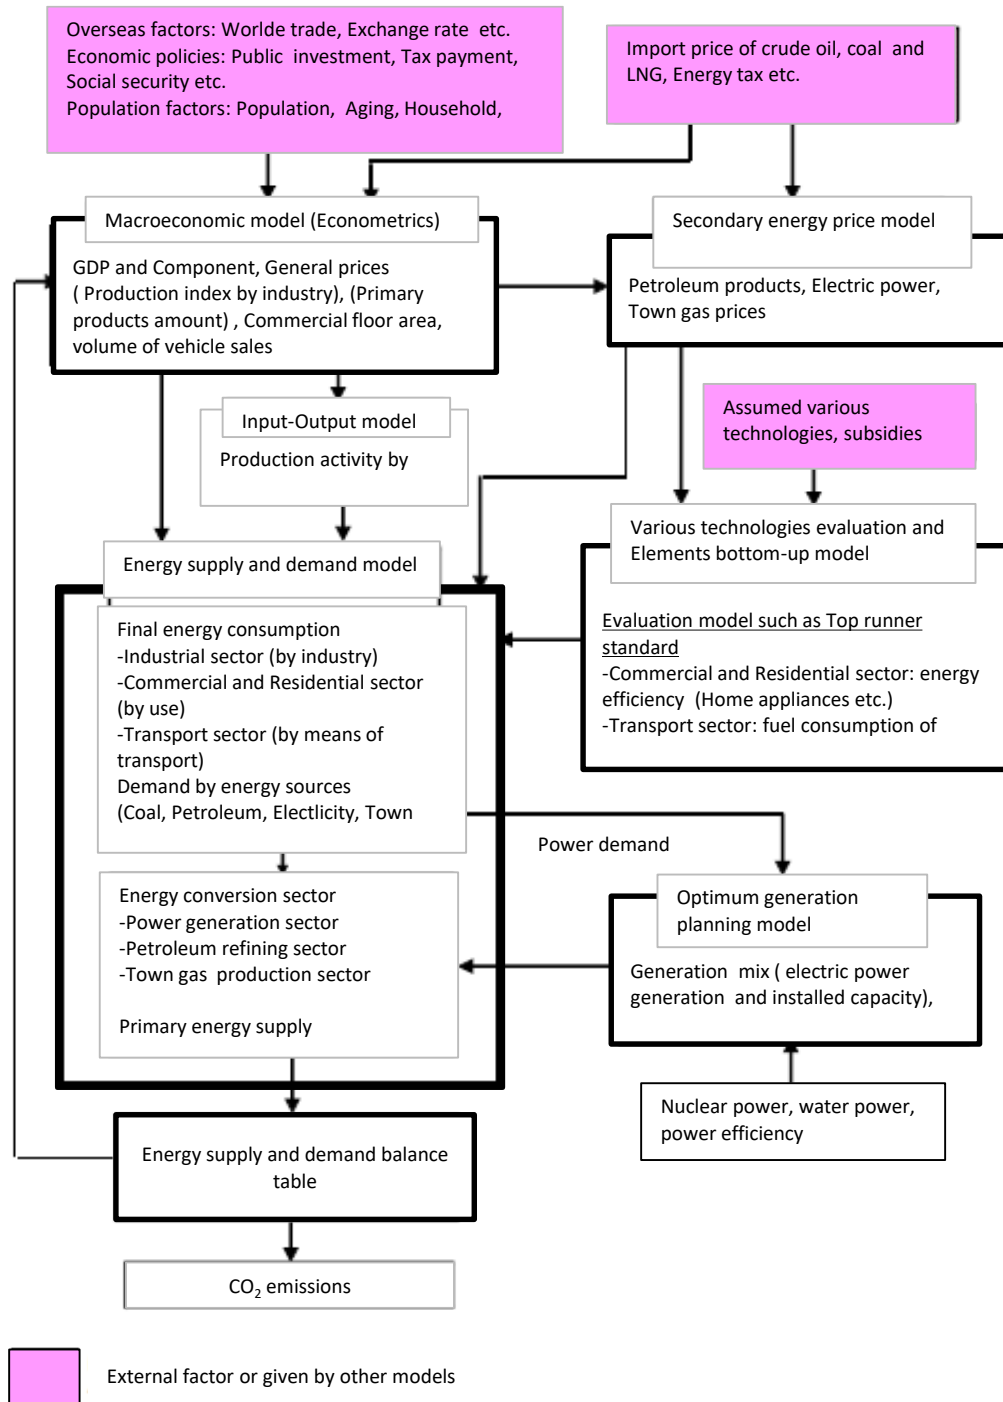 Overseas factors: Worlde trade, Exchange rate etc.
Economic policies: Public investment, Tax payment,
Social security etc.
Population factors: Population, Aging, Household,
Import price of crude oil, coal and
LNG, Energy tax etc.
Macroeconomic model (Econometrics)
GDP and Component, General prices
( Production index by industry), (Primary
products amount) , Commercial floor area,
volume of vehicle sales
Secondary energy price model
Petroleum products, Electric power,
Town gas prices
Input-Output model
Production activity by
Assumed various
technologies, subsidies
Various technologies evaluation and
Elements bottom-up model
Evaluation model such as Top runner
standard
-Commercial and Residential sector: energy
efficiency (Home appliances etc.)
-Transport sector: fuel consumption of
Energy supply and demand model
Final energy consumption
-Industrial sector (by industry)
-Commercial and Residential sector
(by use)
-Transport sector (by means of
transport)
Demand by energy sources
(Coal, Petroleum, Electlicity, Town
Power demand
Energy conversion sector
-Power generation sector
-Petroleum refining sector
-Town gas production sector
Primary energy supply
Optimum generation
planning model
Generation mix ( electric power
generation and installed capacity),
Nuclear power, water power,
power efficiency
Energy supply and demand balance
table
CO₂ emissions
External factor or given by other models